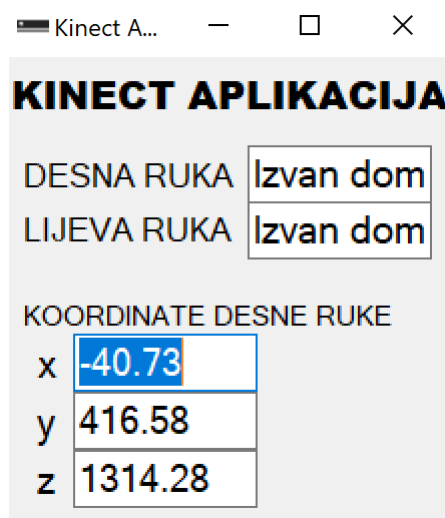 Kinect A...
KINECT APLIKACIJA
DESNA RUKA Izvan dom
LIJEVA RUKA Izvan dom
KOORDINATE DESNE RUKE
x -40.73
y 416.58
z 1314.28